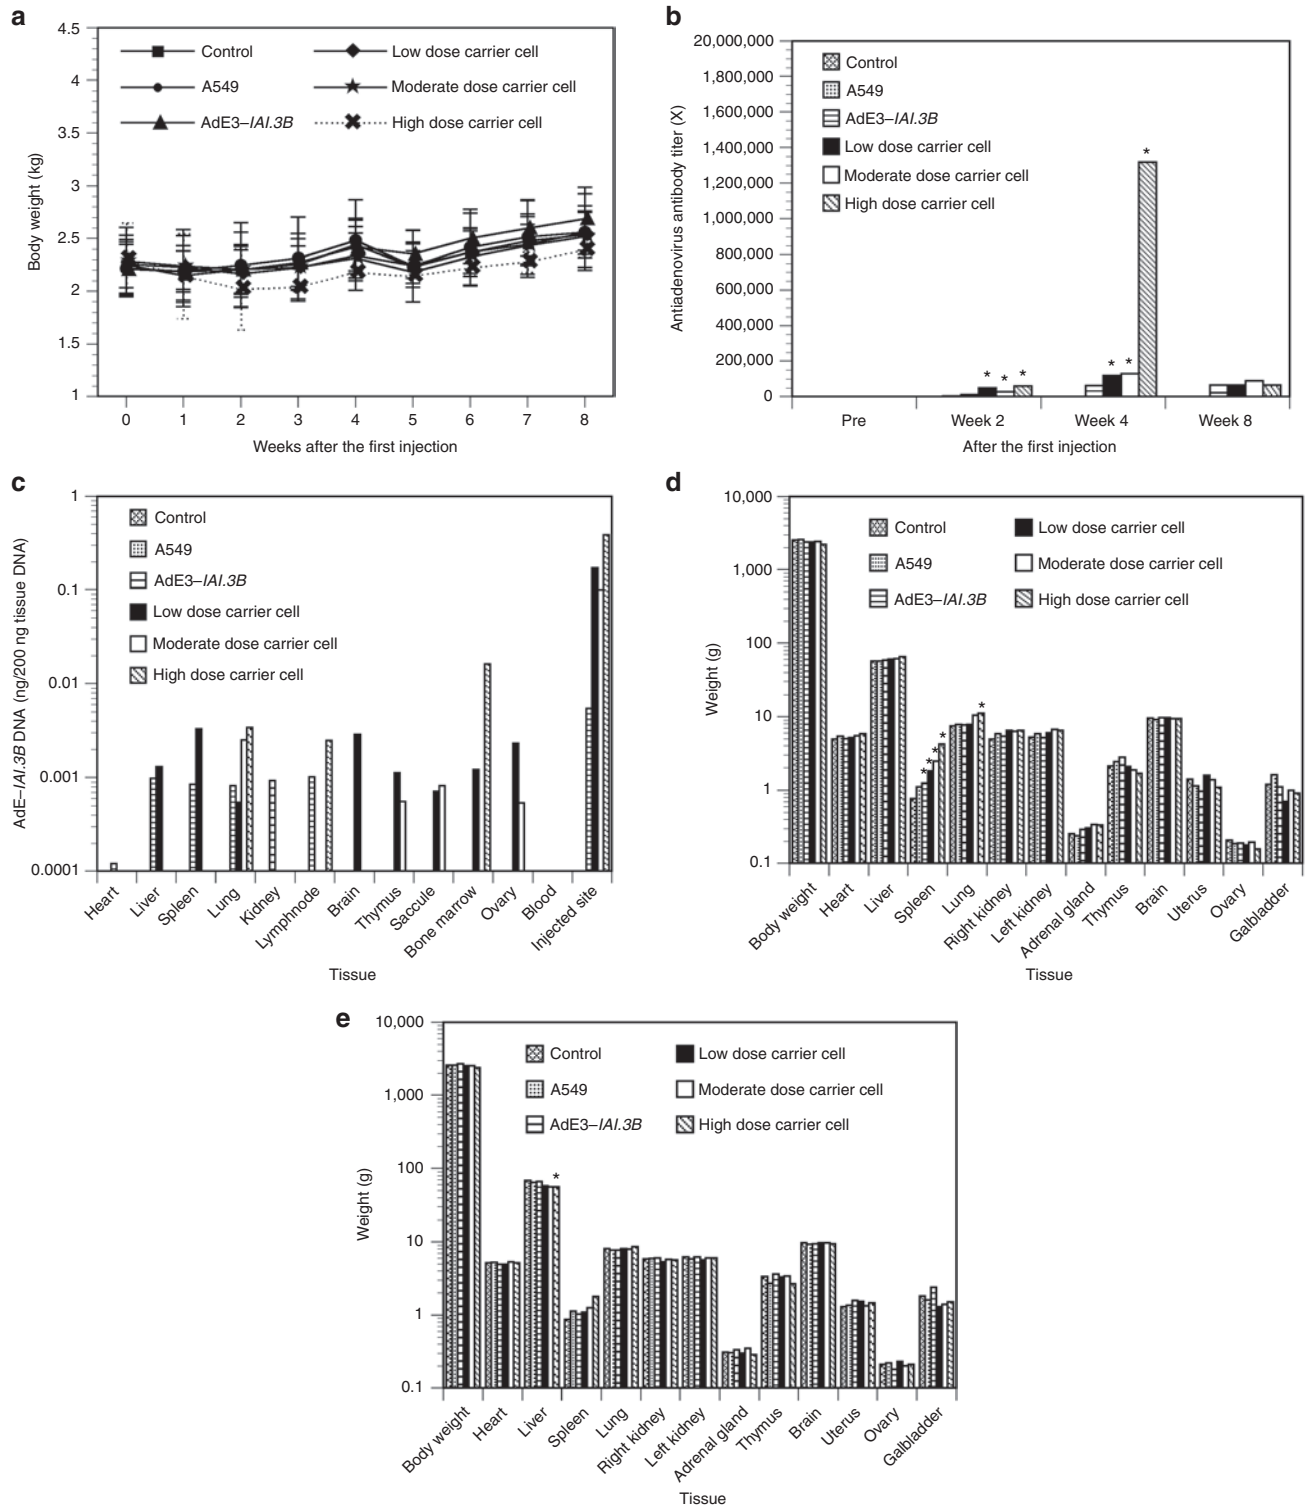 a
4.5
4
3.5
3
2.5
2
1.5
1
Body weight (kg)
Control
A549
AdE3–IAI.3B
Low dose carrier cell
Moderate dose carrier cell
High dose carrier cell
0 1 2 3 4 5 6 7 8
Weeks after the first injection
b
20,000,000
1,800,000
1,600,000
1,400,000
1,200,000
1,000,000
800,000
600,000
400,000
200,000
0
Antiadenovirus antibody titer (X)
Control
A549
AdE3–IAI.3B
Low dose carrier cell
Moderate dose carrier cell
High dose carrier cell
* * *
* * *
Pre Week 2 Week 4 Week 8
After the first injection
c
1
0.1
0.01
0.001
0.0001
AdE–IAI.3B DNA (ng/200 ng tissue DNA)
Control
A549
AdE3–IAI.3B
Low dose carrier cell
Moderate dose carrier cell
High dose carrier cell
Heart
Liver
Spleen
Lung
Kidney
Lymphnode
Brain
Thymus
Saccule
Bone marrow
Ovary
Blood
Injected site
Tissue
d
10,000
1,000
100
10
1
0.1
Weight (g)
Control
A549
AdE3–IAI.3B
Low dose carrier cell
Moderate dose carrier cell
High dose carrier cell
* * * *
*
Body weight
Heart
Liver
Spleen
Lung
Right kidney
Left kidney
Adrenal gland
Thymus
Brain
Uterus
Ovary
Galbladder
Tissue
e
10,000
1,000
100
10
1
0.1
Weight (g)
Control
A549
AdE3–IAI.3B
Low dose carrier cell
Moderate dose carrier cell
High dose carrier cell
*
Body weight
Heart
Liver
Spleen
Lung
Right kidney
Left kidney
Adrenal gland
Thymus
Brain
Uterus
Ovary
Galbladder
Tissue